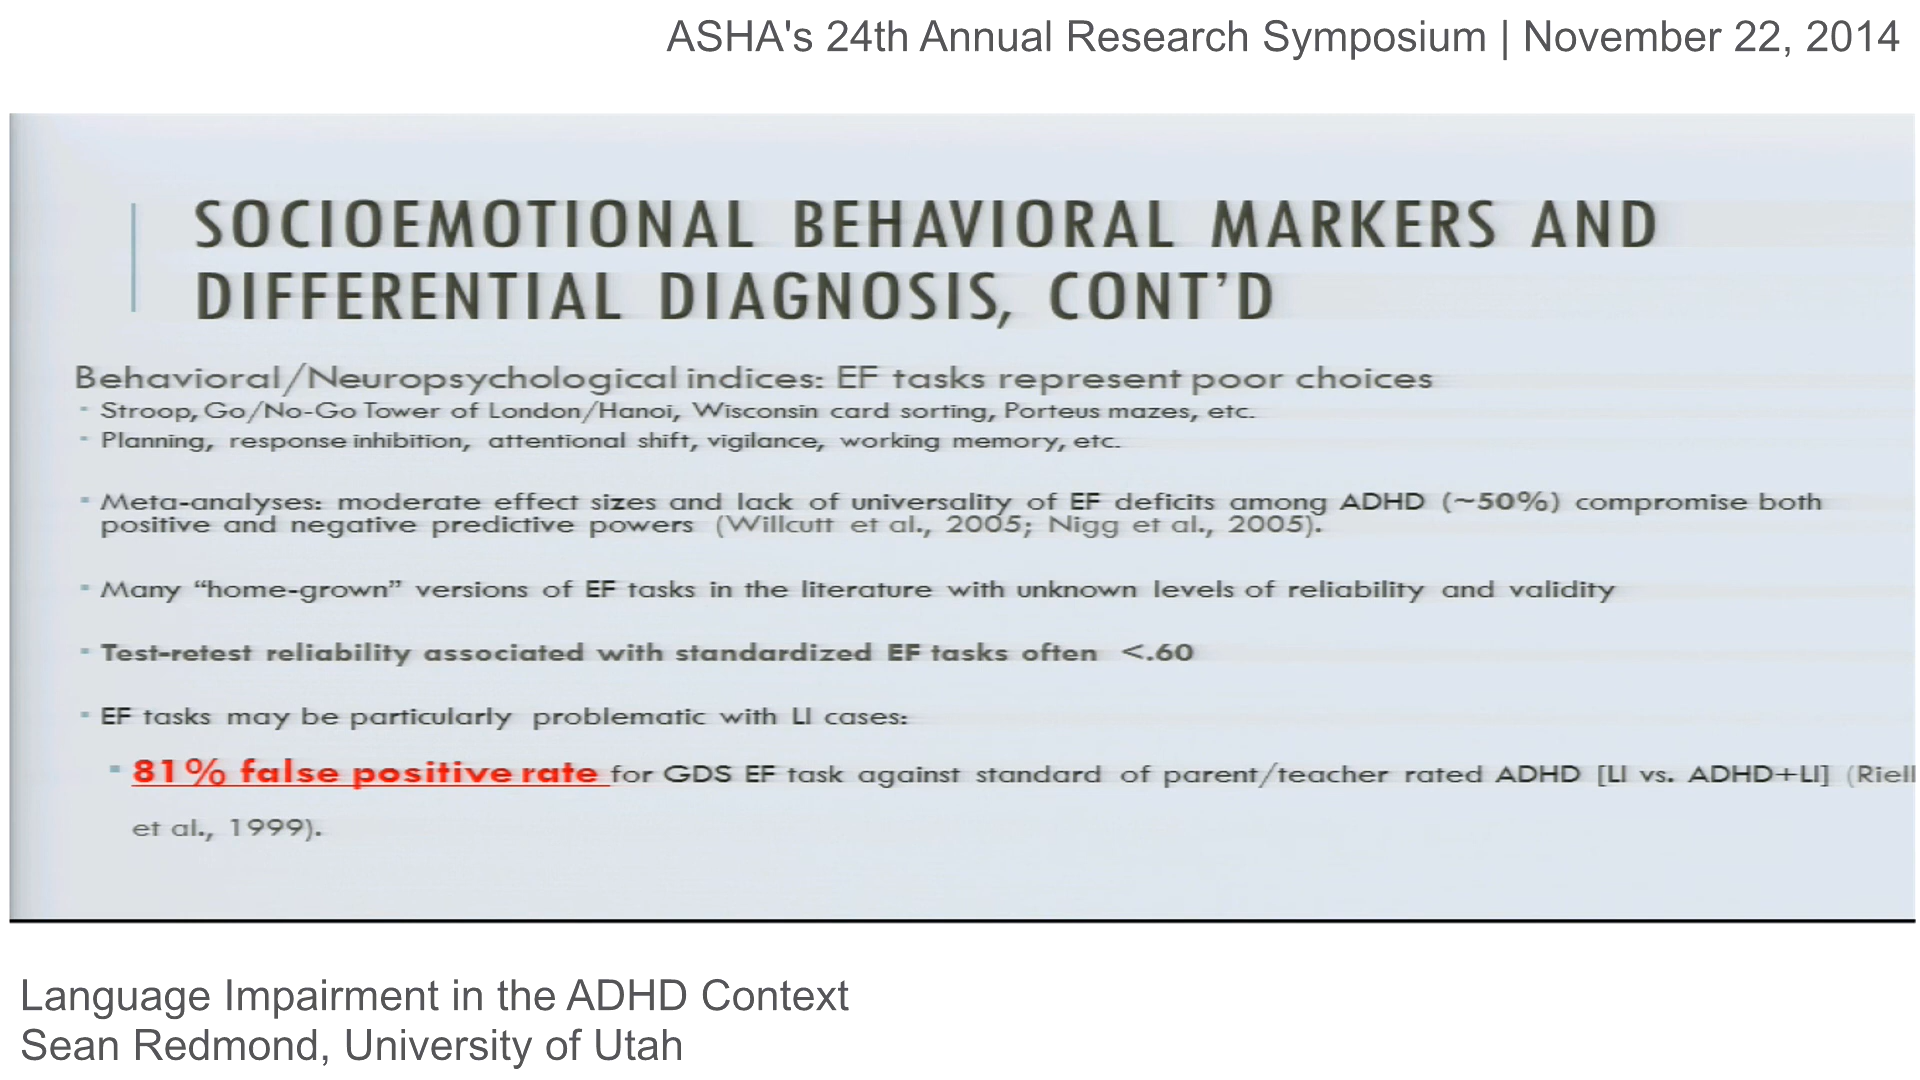 ASHA's 24th Annual Research Symposium | November 22, 2014
SOCIOEMOTIONAL BEHAVIORAL MARKERS AND
DIFFERENTIAL DIAGNOSIS, CONT'D
Behavioral/Neuropsychological indices: EF tasks represent poor choices
Stroop, Go/No-Go Tower of London/Hanoi, Wisconsin card sorting, Porteus mazes, etc.
Planning, response inhibition, attentional shift, vigilance, working memory, etc.
Meta-analyses: moderate effect sizes and lack of universality of EF deficits among ADHD (~50%) compromise both
positive and negative predictive powers (Willcutt et al., 2005; Nigg et al., 2005).
Many “home-grown” versions of EF tasks in the literature with unknown levels of reliability and validity
Test-retest reliability associated with standardized EF tasks often <.60
EF tasks may be particularly problematic with LI cases:
81% false positive rate for GDS EF task against standard of parent/teacher rated ADHD [LI vs. ADHD+LI] (Riell
et al., 1999).
Language Impairment in the ADHD Context
Sean Redmond, University of Utah